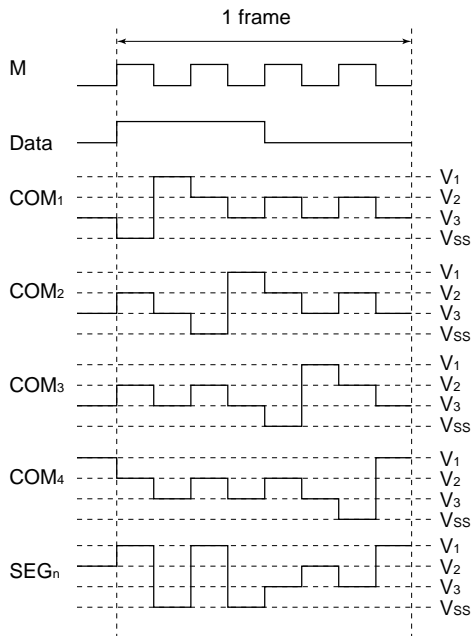 1 frame
M
Data
COM1
V1
V2
V3
VSS
COM2
V1
V2
V3
VSS
COM3
V1
V2
V3
VSS
COM4
V1
V2
V3
VSS
SEGn
V1
V2
V3
VSS